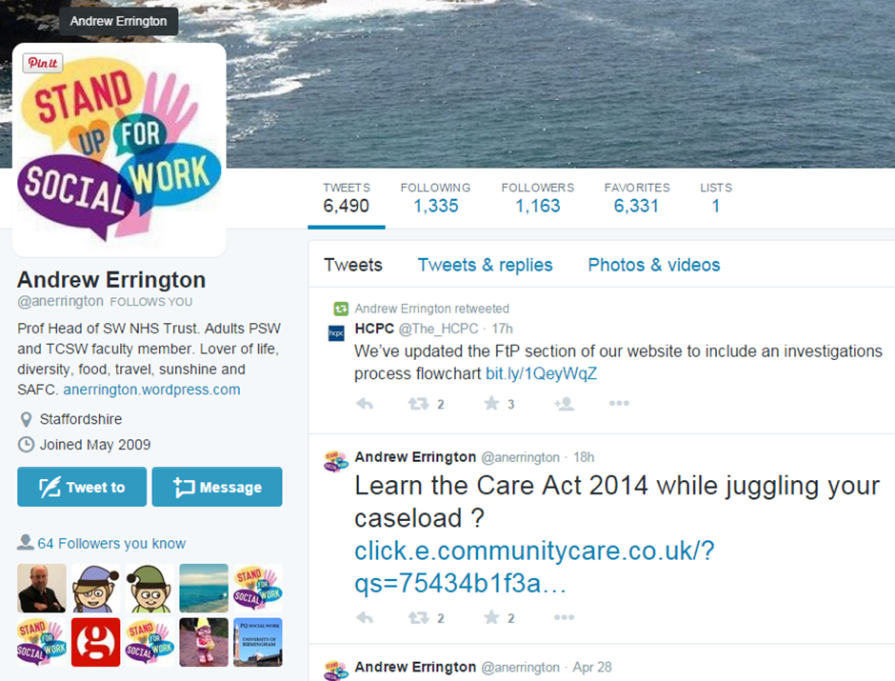 Andrew Errington
Pin it
STAND
UP FOR
SOCIAL WORK
TWEETS FOLLOWING FOLLOWERS FAVORITES LISTS
6,490 1,335 1,163 6,331 1
Tweets Tweets & replies Photos & videos
Andrew Errington
@anerrington FOLLOWS YOU
Prof Head of SW NHS Trust. Adults PSW
and TCSW faculty member. Lover of life,
diversity, food, travel, sunshine and
SAFC. anerrington.wordpress.com
Staffordshire
Joined May 2009
Tweet to Message
64 Followers you know
STAND
UP FOR
SOCIAL WORK
STAND
UP FOR
SOCIAL WORK
g
STAND
UP FOR
SOCIAL WORK
PQ SOCIAL WORK
UNIVERSITY OF
BIRMINGHAM
Andrew Errington retweeted
hcpc HCPC @The_HCPC · 17h
We've updated the FtP section of our website to include an investigations
process flowchart bit.ly/1QeyWqZ
2 3
Andrew Errington @anerrington · 18h
Learn the Care Act 2014 while juggling your
caseload ?
click.e.communitycare.co.uk/?
qs=75434b1f3a…
2 2
Andrew Errington @anerrington · Apr 28